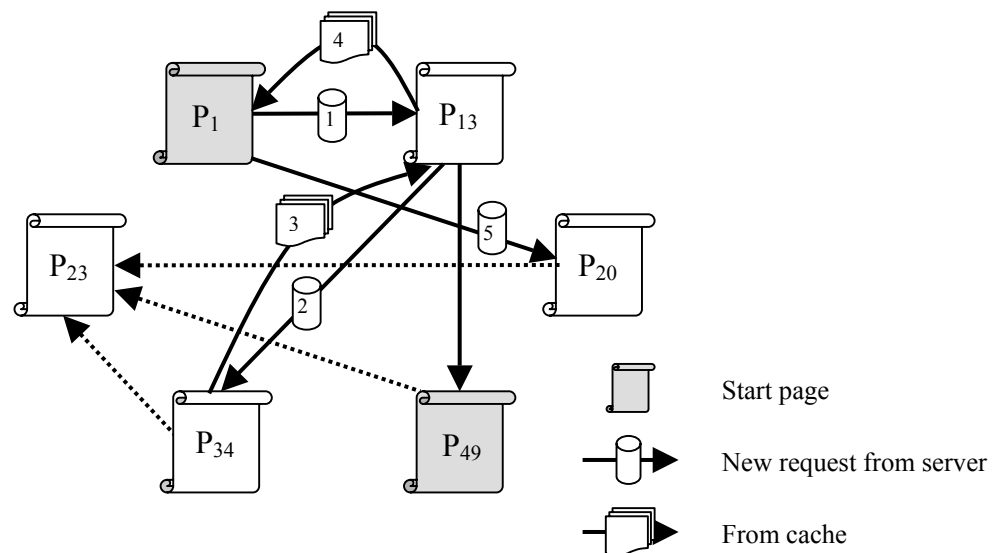 4
P1
1
P13
3
5
P23
P20
2
P34
P49
Start page
New request from server
From cache